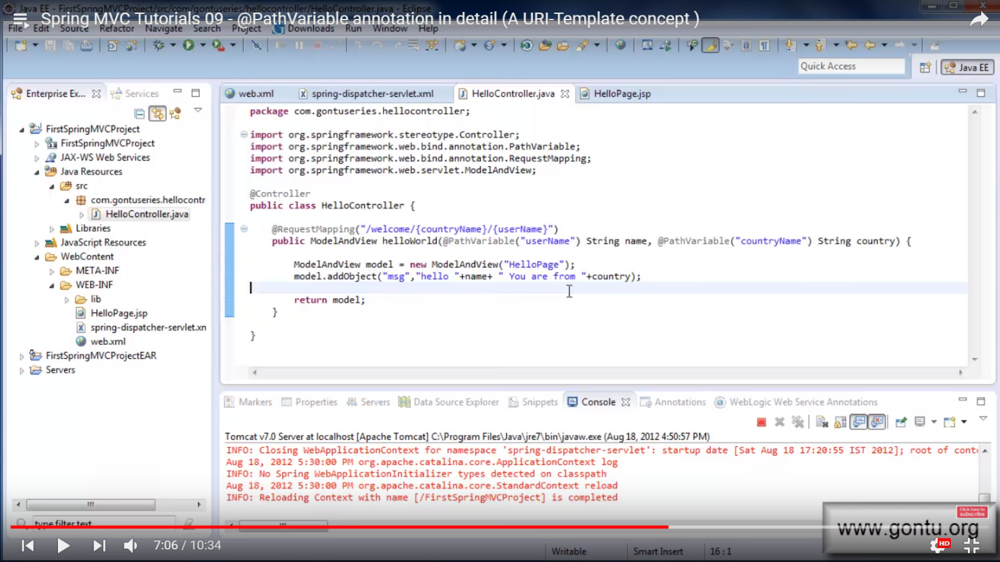 Java EE - FirstSpringMVCProject/src/com/gontuseries/hellocontroller/HelloController.java - Eclipse
Spring MVC Tutorials 09 - @PathVariable annotation in detail (A URI-Template concept )
File Edit Source Refactor Navigate Search Project Downloads Run Window Help
Quick Access
Java EE
Enterprise Ex...
Services
FirstSpringMVCProject
FirstSpringMVCProject
JAX-WS Web Services
Java Resources
src
com.gontuseries.hellocontr
HelloController.java
Libraries
JavaScript Resources
WebContent
META-INF
WEB-INF
lib
HelloPage.jsp
spring-dispatcher-servlet.xn
web.xml
FirstSpringMVCProjectEAR
Servers
type filter text
web.xml
spring-dispatcher-servlet.xml
HelloController.java
HelloPage.jsp
package com.gontuseries.hellocontroller;
import org.springframework.stereotype.Controller;
import org.springframework.web.bind.annotation.PathVariable;
import org.springframework.web.bind.annotation.RequestMapping;
import org.springframework.web.servlet.ModelAndView;
@Controller
public class HelloController {
@RequestMapping("/welcome/{countryName}/{userName}")
public ModelAndView helloWorld(@PathVariable("userName") String name, @PathVariable("countryName") String country) {
ModelAndView model = new ModelAndView("HelloPage");
model.addObject("msg","hello "+name+ " You are from "+country);
return model;
}
}
Markers
Properties
Servers
Data Source Explorer
Snippets
Console
Annotations
WebLogic Web Service Annotations
Tomcat v7.0 Server at localhost [Apache Tomcat] C:\Program Files\Java\jre7\bin\javaw.exe (Aug 18, 2012 4:50:57 PM)
INFO: Closing WebApplicationContext for namespace 'spring-dispatcher-servlet': startup date [Sat Aug 18 17:20:55 IST 2012]; root of conte
Aug 18, 2012 5:30:00 PM org.apache.catalina.core.ApplicationContext log
INFO: No Spring WebApplicationInitializer types detected on classpath
Aug 18, 2012 5:30:00 PM org.apache.catalina.core.StandardContext reload
INFO: Reloading Context with name [/FirstSpringMVCProject] is completed
Click here to
subscribe
www.gontu.org
7:06 / 10:34
HD
Writable
Smart Insert
16 : 1